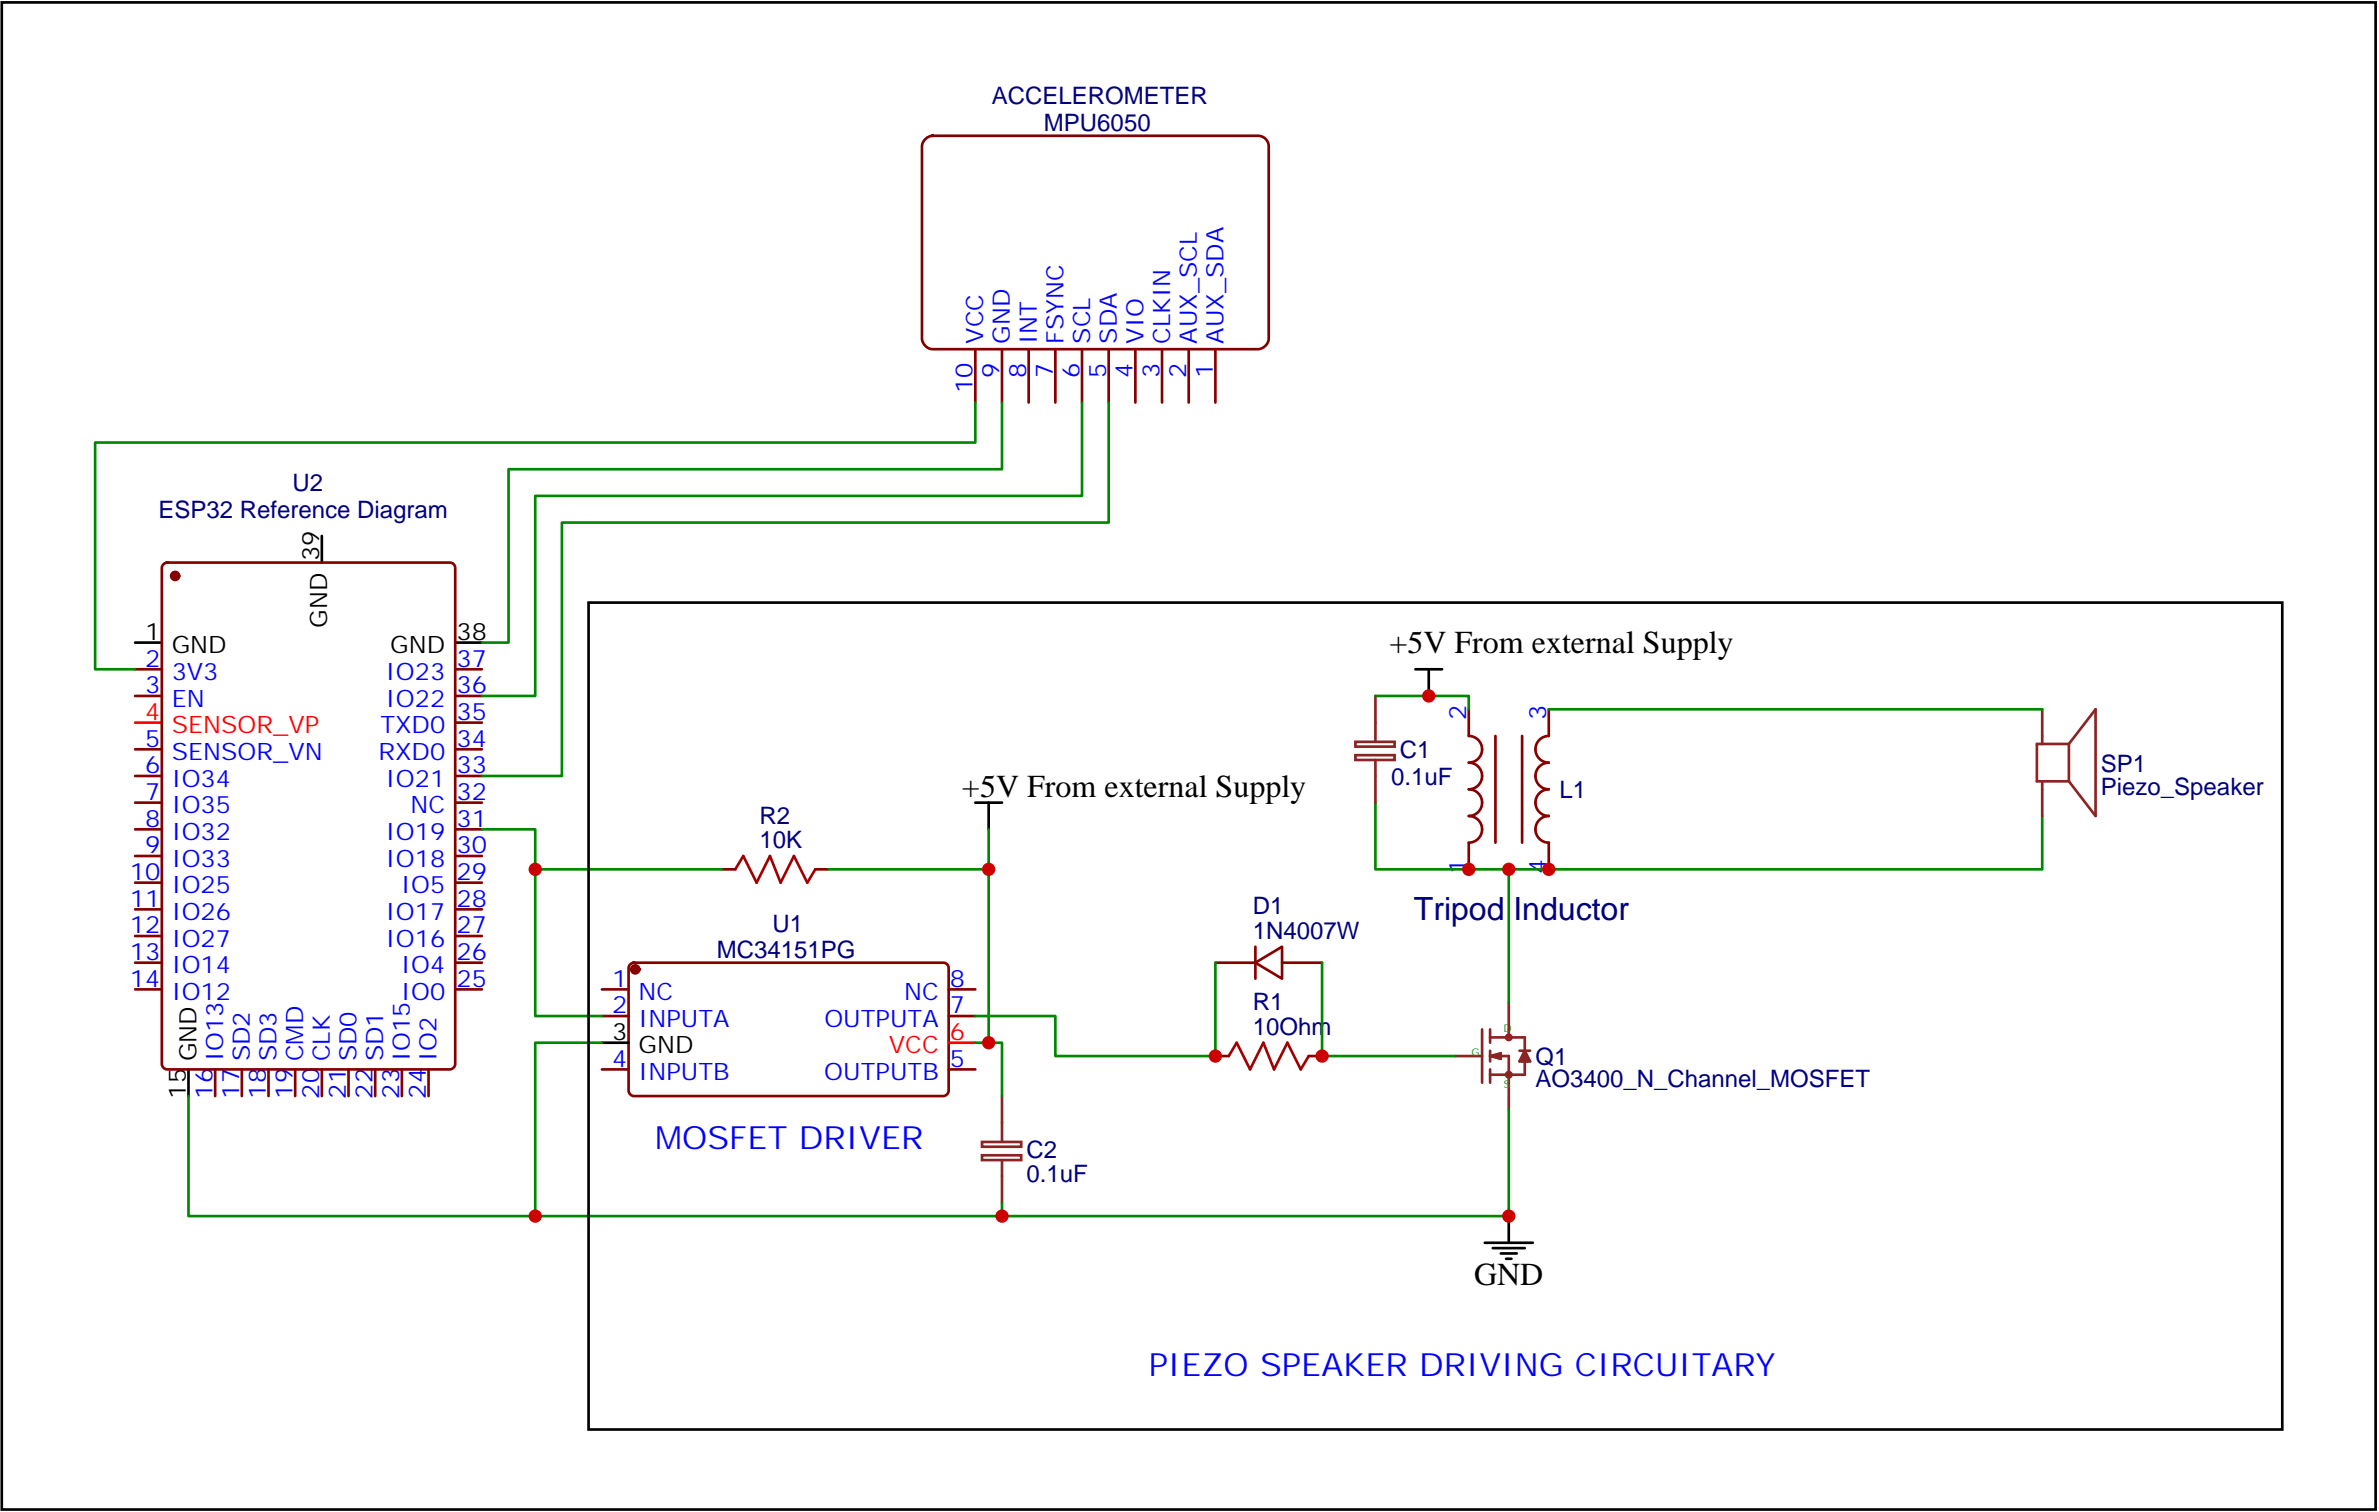 ACCELEROMETER
MPU6050
VCC
GND
INT
FSYNC
SCL
SDA
VIO
CLKIN
AUX_SCL
AUX_SDA
10
9
8
7
6
5
4
3
2
1
U2
ESP32 Reference Diagram
39
GND
1 GND
2 3V3
3 EN
4 SENSOR_VP
5 SENSOR_VN
6 IO34
7 IO35
8 IO32
9 IO33
10 IO25
11 IO26
12 IO27
13 IO14
14 IO12
GND 38
IO23 37
IO22 36
TXD0 35
RXD0 34
IO21 33
NC 32
IO19 31
IO18 30
IO5 29
IO17 28
IO16 27
IO4 26
IO0 25
GND
IO13
SD2
SD3
CMD
CLK
SD0
SD1
IO15
IO2
15
16
17
18
19
20
21
22
23
24
+5V From external Supply
2
3
C1
0.1uF
L1
SP1
Piezo_Speaker
1
4
Tripod Inductor
+5V From external Supply
R2
10K
U1
MC34151PG
1 NC
2 INPUTA
3 GND
4 INPUTB
NC 8
OUTPUTA 7
VCC 6
OUTPUTB 5
MOSFET DRIVER
C2
0.1uF
D1
1N4007W
R1
10Ohm
D
G
S
Q1
AO3400_N_Channel_MOSFET
GND
PIEZO SPEAKER DRIVING CIRCUITARY